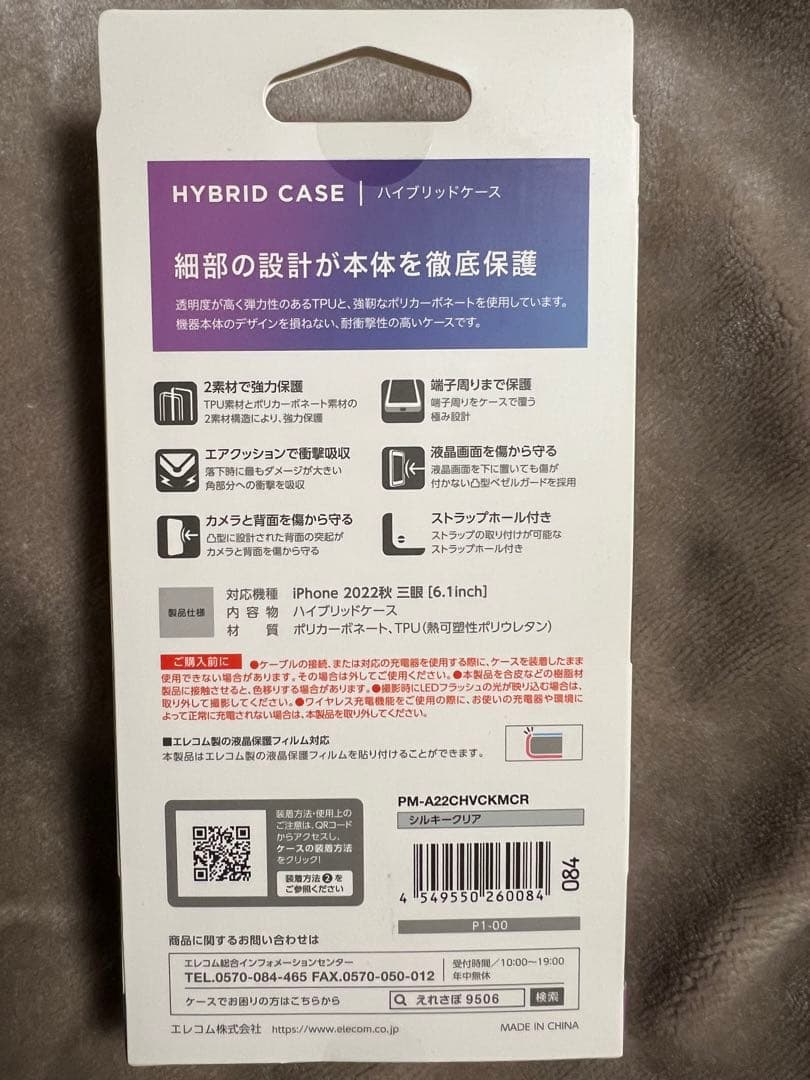 HYBRID CASE | ハイブリッドケース
細部の設計が本体を徹底保護
透明度が高く弾力性のあるTPUと、強靭なポリカーボネートを使用しています。
機器本体のデザインを損ねない、耐衝撃性の高いケースです。
2素材で強力保護
TPU素材とポリカーボネート素材の
2素材構造により、強力保護
端子周りまで保護
端子周りをケースで覆う
極み設計
エアクッションで衝撃吸収
落下時に最もダメージが大きい
角部分への衝撃を吸収
液晶画面を傷から守る
液晶画面を下に置いても傷が
付かない凸型ベゼルガードを採用
カメラと背面を傷から守る
凸型に設計された背面の突起が
カメラと背面を傷から守る
ストラップホール付き
ストラップの取り付けが可能な
ストラップホール付き
製品仕様
対応機種 iPhone 2022秋 三眼 [6.1inch]
内容物 ハイブリッドケース
材質 ポリカーボネート、TPU(熱可塑性ポリウレタン)
ご購入前に ●ケーブルの接続、または対応の充電器を使用する際に、ケースを装着したまま
使用できない場合があります。その場合は外してご使用ください。●本製品を合皮などの樹脂材
製品に接触させると、色移りする場合があります。●撮影時にLEDフラッシュの光が映り込む場合は、
取り外して撮影してください。●ワイヤレス充電機能をご使用の際に、お使いの充電器や環境に
よって正常に充電されない場合は、本製品を取り外してください。
■エレコム製の液晶保護フィルム対応
本製品はエレコム製の液晶保護フィルムを貼り付けることができます。
装着方法・使用上の
ご注意は、QRコード
からアクセスし、
ケースの装着方法
をクリック!
装着方法❷を
ご参照ください
PM-A22CHVCKMCR
シルキークリア
4 549550 260084
084
P1-00
商品に関するお問い合わせは
エレコム総合インフォメーションセンター
TEL.0570-084-465 FAX.0570-050-012
受付時間/10:00~19:00
年中無休
ケースでお困りの方はこちらから
えれさぽ 9506 検索
エレコム株式会社 https://www.elecom.co.jp
MADE IN CHINA